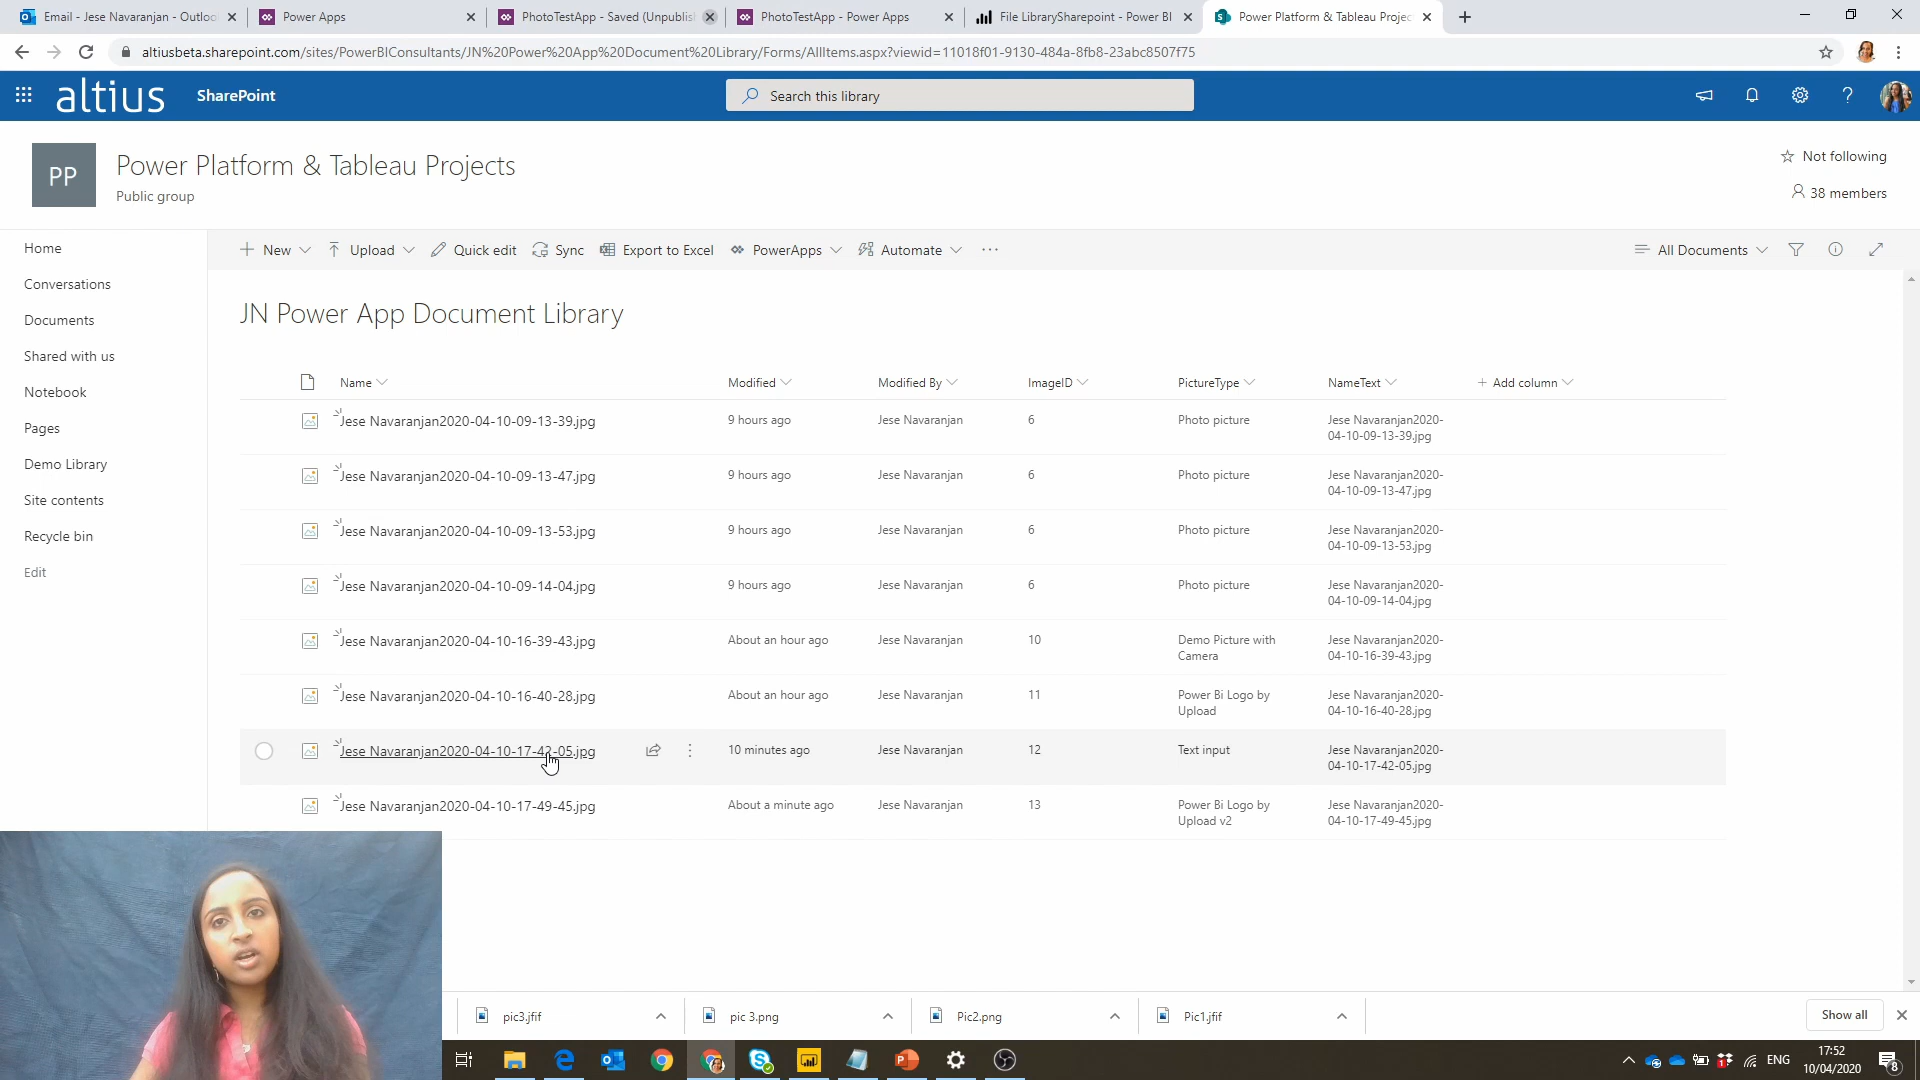 Email - Jese Navaranjan - Outloo
Power Apps
PhotoTestApp - Saved (Unpublis
PhotoTestApp - Power Apps
File LibrarySharepoint - Power BI
Power Platform & Tableau Projec
altiusbeta.sharepoint.com/sites/PowerBIConsultants/JN%20Power%20App%20Document%20Library/Forms/AllItems.aspx?viewid=11018f01-9130-484a-8fb8-23abc8507f75
altius SharePoint
Search this library
PP
Power Platform & Tableau Projects
Public group
Not following
38 members
Home
Conversations
Documents
Shared with us
Notebook
Pages
Demo Library
Site contents
Recycle bin
Edit
New Upload Quick edit Sync Export to Excel PowerApps Automate ··· All Documents
JN Power App Document Library
Name Modified Modified By ImageID PictureType NameText + Add column
Jese Navaranjan2020-04-10-09-13-39.jpg 9 hours ago Jese Navaranjan 6 Photo picture Jese Navaranjan2020-
04-10-09-13-39.jpg
Jese Navaranjan2020-04-10-09-13-47.jpg 9 hours ago Jese Navaranjan 6 Photo picture Jese Navaranjan2020-
04-10-09-13-47.jpg
Jese Navaranjan2020-04-10-09-13-53.jpg 9 hours ago Jese Navaranjan 6 Photo picture Jese Navaranjan2020-
04-10-09-13-53.jpg
Jese Navaranjan2020-04-10-09-14-04.jpg 9 hours ago Jese Navaranjan 6 Photo picture Jese Navaranjan2020-
04-10-09-14-04.jpg
Jese Navaranjan2020-04-10-16-39-43.jpg About an hour ago Jese Navaranjan 10 Demo Picture with Jese Navaranjan2020-
Camera 04-10-16-39-43.jpg
Jese Navaranjan2020-04-10-16-40-28.jpg About an hour ago Jese Navaranjan 11 Power Bi Logo by Jese Navaranjan2020-
Upload 04-10-16-40-28.jpg
Jese Navaranjan2020-04-10-17-42-05.jpg 10 minutes ago Jese Navaranjan 12 Text input Jese Navaranjan2020-
04-10-17-42-05.jpg
Jese Navaranjan2020-04-10-17-49-45.jpg About a minute ago Jese Navaranjan 13 Power Bi Logo by Jese Navaranjan2020-
Upload v2 04-10-17-49-45.jpg
pic3.jfif
pic 3.png
Pic2.png
Pic1.jfif
Show all
ENG
17:52
10/04/2020
8